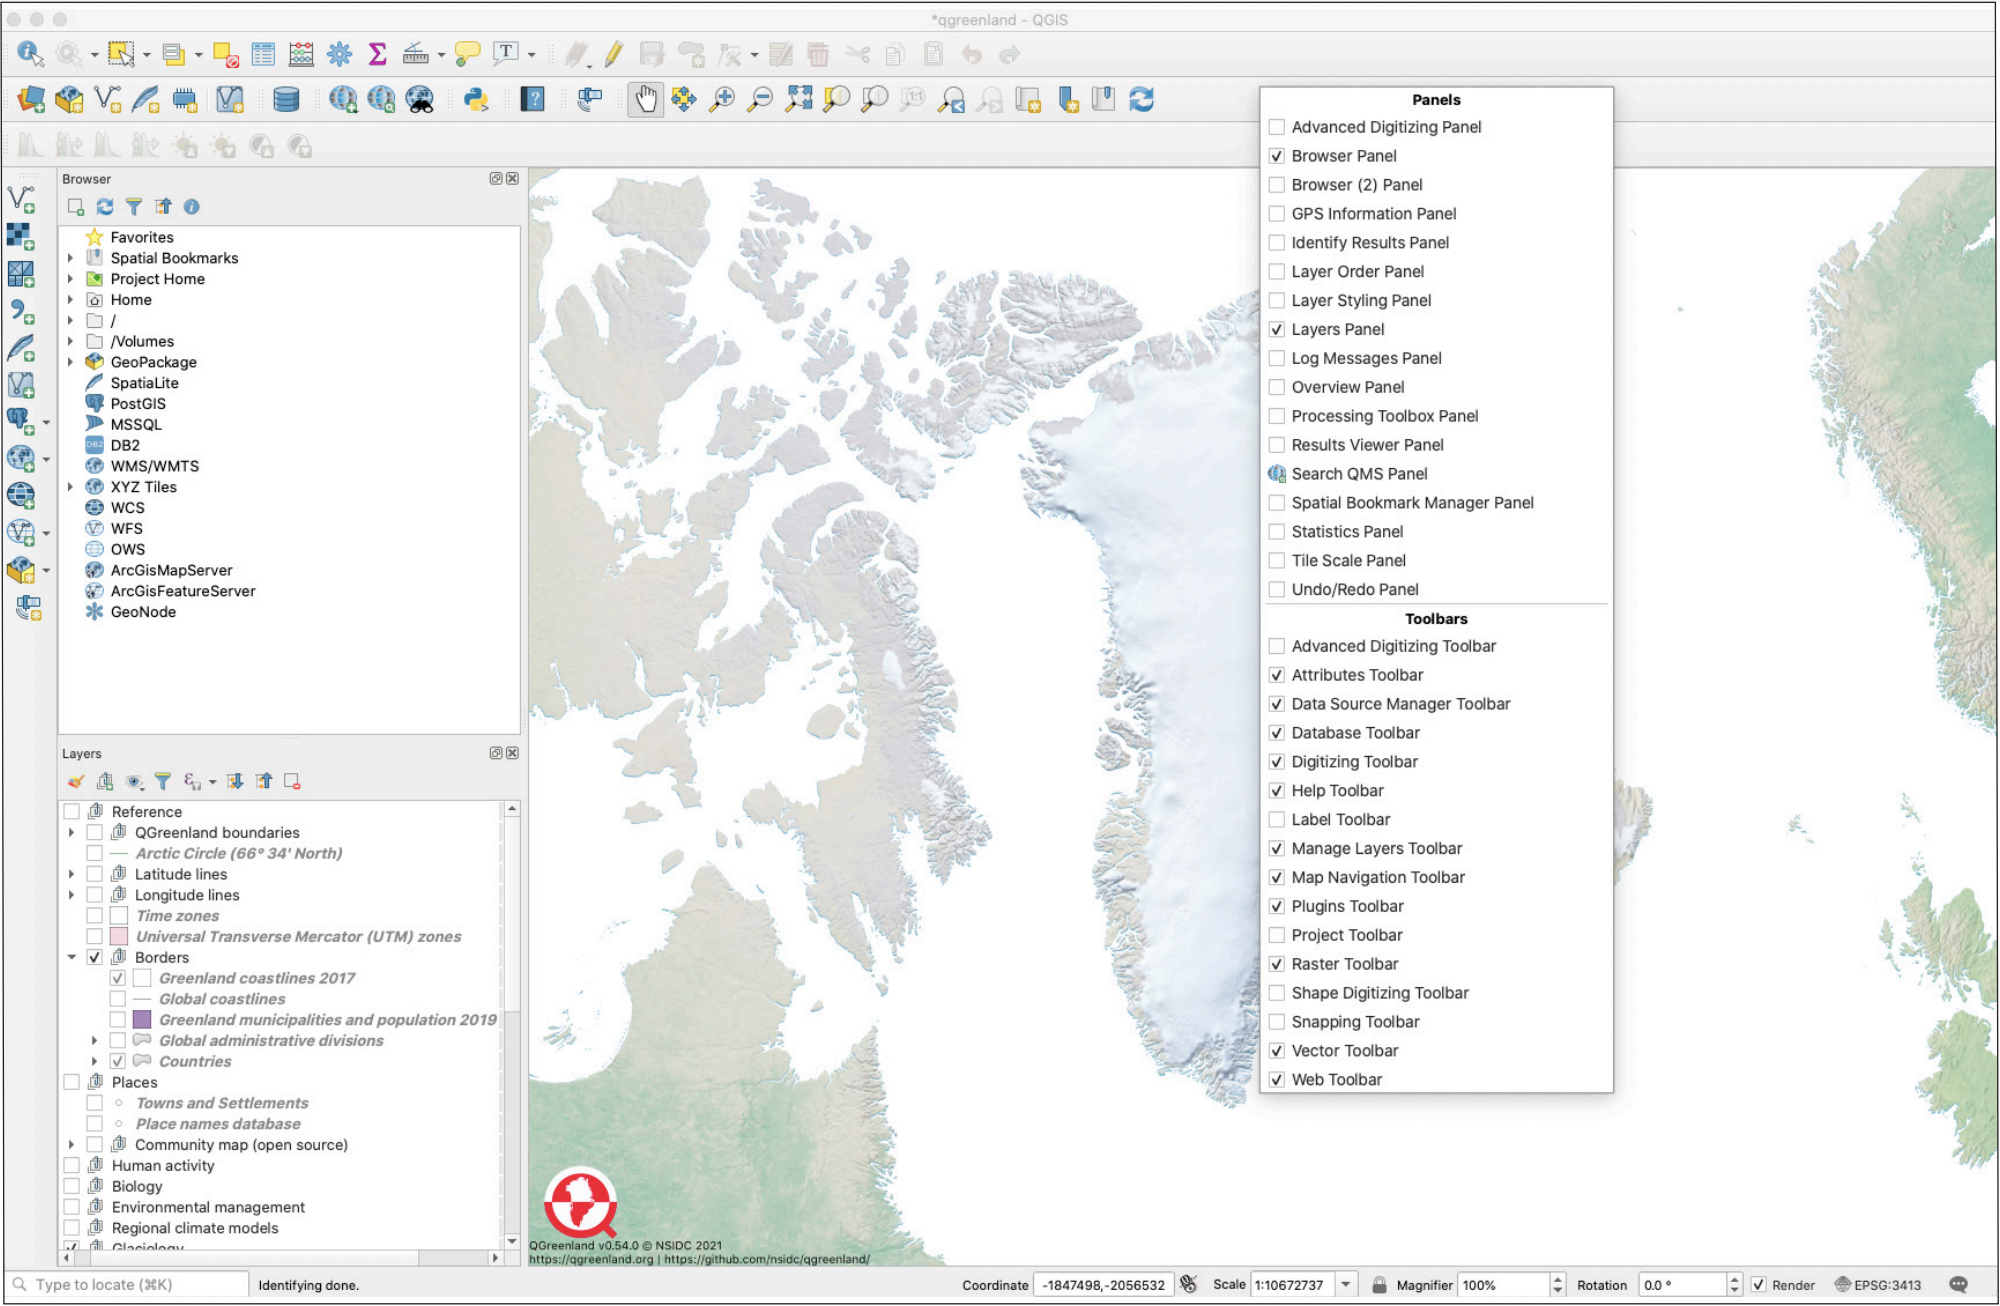 *qgreenland - QGIS
T
1:1
?
Browser
Favorites
Spatial Bookmarks
Project Home
Home
/
/Volumes
GeoPackage
SpatiaLite
PostGIS
MSSQL
DB2 DB2
WMS/WMTS
XYZ Tiles
WCS
WFS
OWS
ArcGisMapServer
ArcGisFeatureServer
GeoNode
Layers
Reference
QGreenland boundaries
Arctic Circle (66° 34' North)
Latitude lines
Longitude lines
Time zones
Universal Transverse Mercator (UTM) zones
Borders
Greenland coastlines 2017
Global coastlines
Greenland municipalities and population 2019
Global administrative divisions
Countries
Places
Towns and Settlements
Place names database
Community map (open source)
Human activity
Biology
Environmental management
Regional climate models
Glaciology
Panels
Advanced Digitizing Panel
Browser Panel
Browser (2) Panel
GPS Information Panel
Identify Results Panel
Layer Order Panel
Layer Styling Panel
Layers Panel
Log Messages Panel
Overview Panel
Processing Toolbox Panel
Results Viewer Panel
Search QMS Panel
Spatial Bookmark Manager Panel
Statistics Panel
Tile Scale Panel
Undo/Redo Panel
Toolbars
Advanced Digitizing Toolbar
Attributes Toolbar
Data Source Manager Toolbar
Database Toolbar
Digitizing Toolbar
Help Toolbar
Label Toolbar
Manage Layers Toolbar
Map Navigation Toolbar
Plugins Toolbar
Project Toolbar
Raster Toolbar
Shape Digitizing Toolbar
Snapping Toolbar
Vector Toolbar
Web Toolbar
QGreenland v0.54.0 © NSIDC 2021
https://qgreenland.org | https://github.com/nsidc/qgreenland/
Type to locate (⌘K) Identifying done. Coordinate -1847498,-2056532 Scale 1:10672737 Magnifier 100% Rotation 0.0 ° Render EPSG:3413